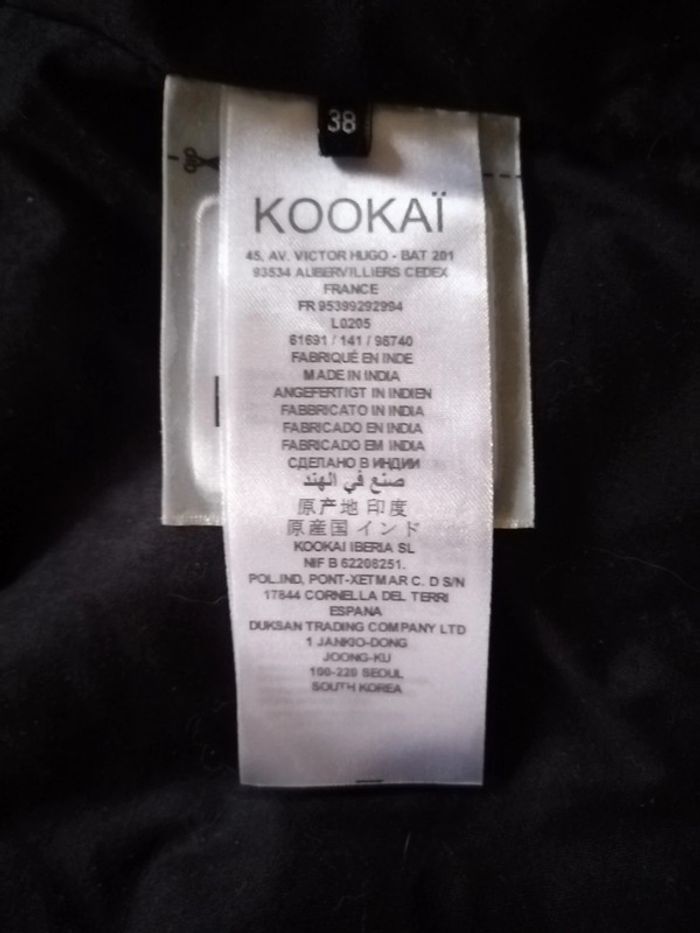 38
KOOKAÏ
45, AV. VICTOR HUGO - BAT 201
93534 AUBERVILLIERS CEDEX
FRANCE
FR 95399292994
L0205
61691 / 141 / 98740
FABRIQUÉ EN INDE
MADE IN INDIA
ANGEFERTIGT IN INDIEN
FABBRICATO IN INDIA
FABRICADO EN INDIA
FABRICADO EM INDIA
СДЕЛАНО В ИНДИИ
صنع في الهند
原产地 印度
原産国 インド
KOOKAI IBERIA SL
NIF B 62206251.
POL.IND, PONT-XETMAR C. D S/N
17844 CORNELLA DEL TERRI
ESPANA
DUKSAN TRADING COMPANY LTD
1 JANKIO-DONG
JOONG-KU
100-220 SEOUL
SOUTH KOREA